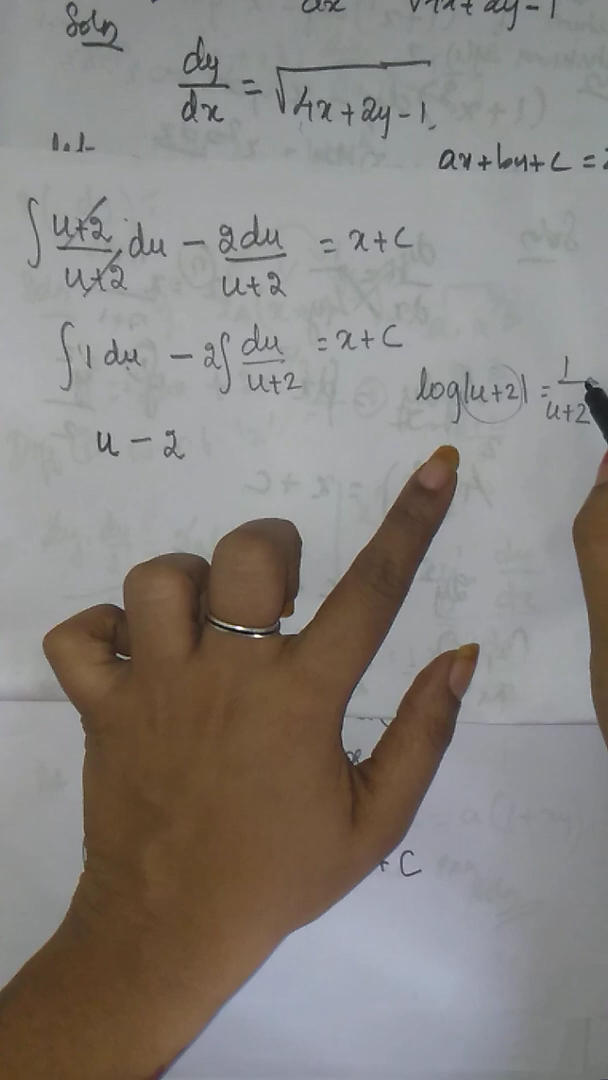 Soln
dy/dx = √4x+2y-1
ax+by+c =
∫ u+2/u+2 du - 2du/u+2 = x+c
∫1 du - 2∫ du/u+2 = x+c
log|u+2| = 1/u+2
u - 2
+ C